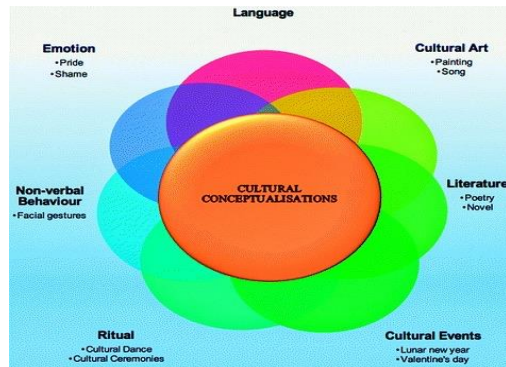 Language
Emotion
•Pride
•Shame
Cultural Art
•Painting
•Song
Non-verbal
Behaviour
•Facial gestures
CULTURAL
CONCEPTUALISATIONS
Literature
•Poetry
•Novel
Ritual
•Cultural Dance
•Cultural Ceremonies
Cultural Events
•Lunar new year
•Valentine's day